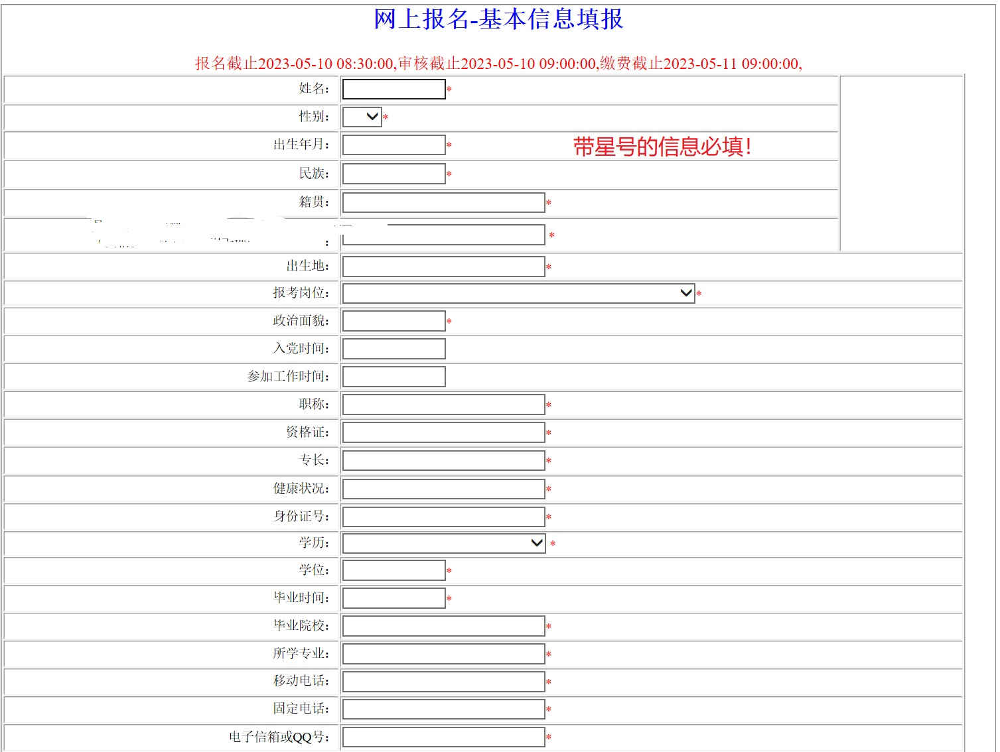 网上报名-基本信息填报
报名截止2023-05-10 08:30:00,审核截止2023-05-10 09:00:00,缴费截止2023-05-11 09:00:00,
姓名： *
性别： *
出生年月： *
带星号的信息必填!
民族： *
籍贯： *
： *
出生地： *
报考岗位： *
政治面貌： *
入党时间：
参加工作时间：
职称： *
资格证： *
专长： *
健康状况： *
身份证号： *
学历： *
学位： *
毕业时间： *
毕业院校： *
所学专业： *
移动电话： *
固定电话： *
电子信箱或QQ号： *